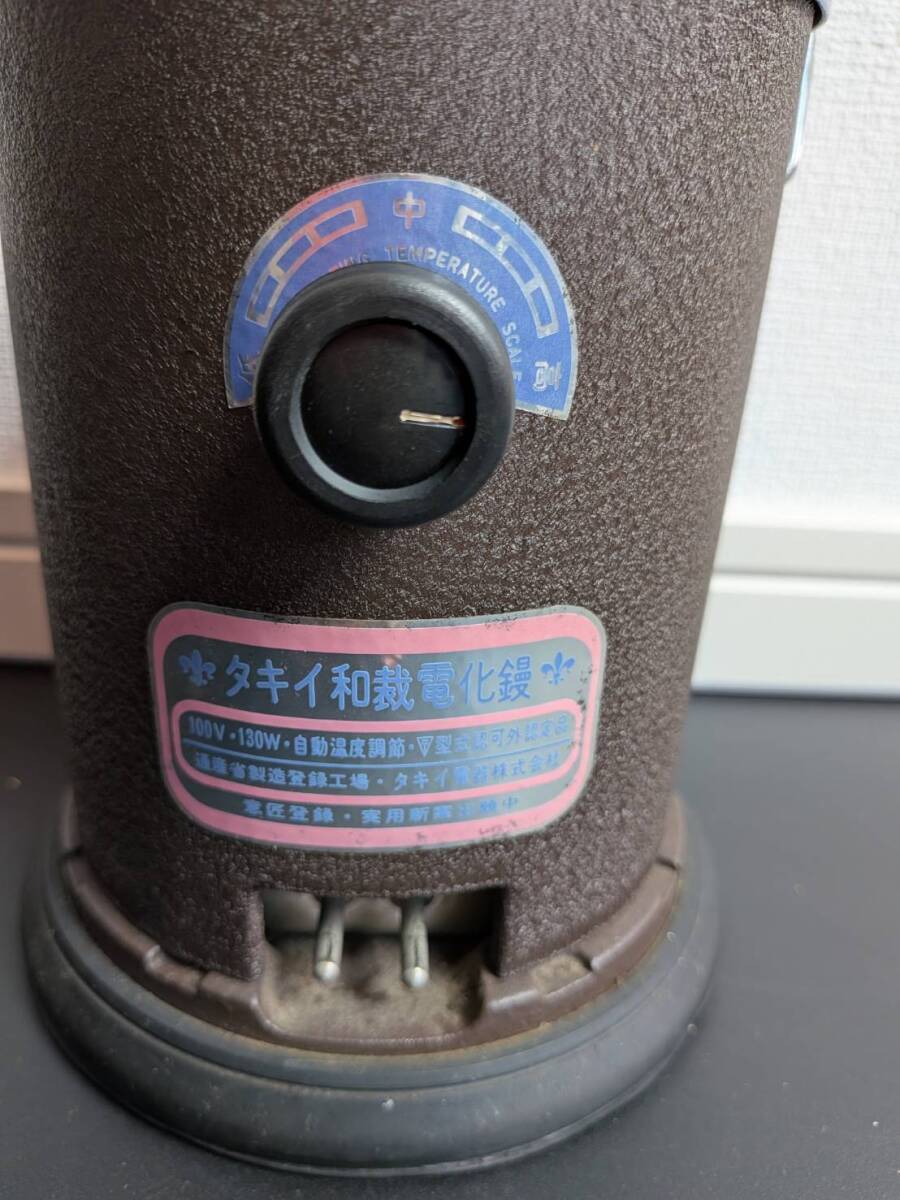 中
TEMPERATURE SCALE
低
高
タキイ和裁電化鏝
100V・130W・自動温度調節・型式認可外認定品
通産省製造登録工場・タキイ電器株式会社
意匠登録・実用新案出願中